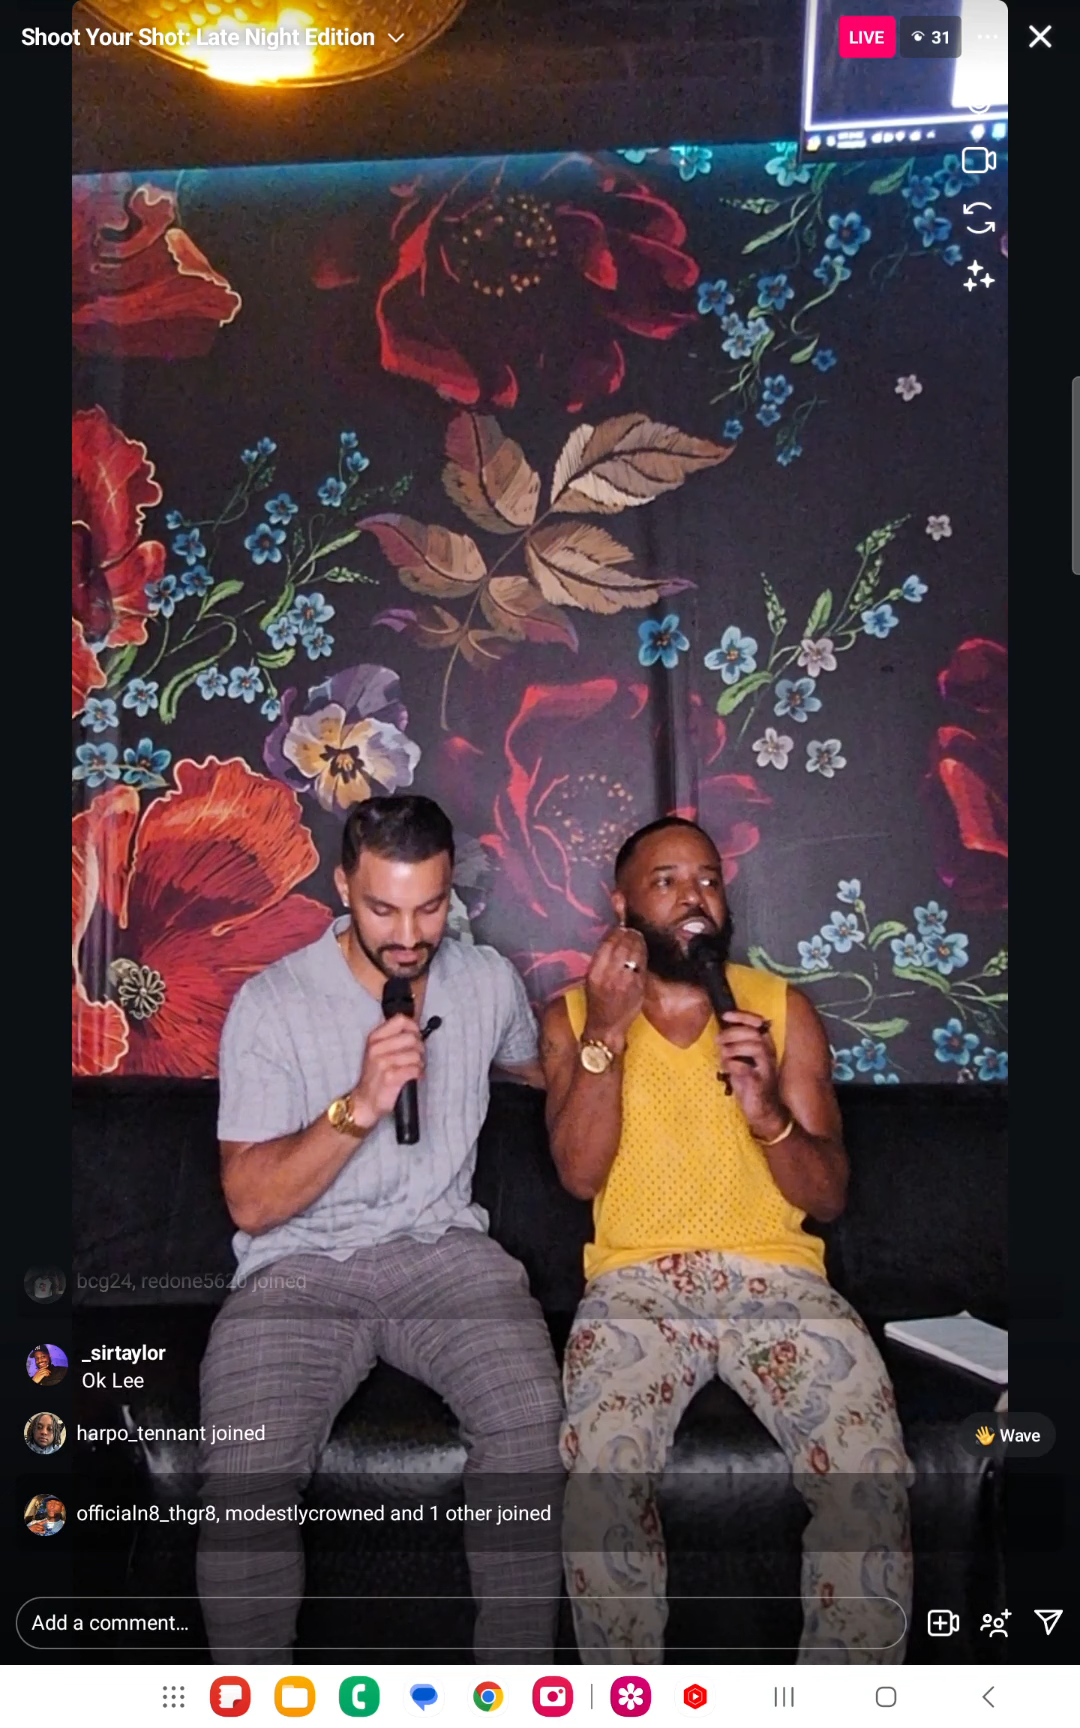 Shoot Your Shot: Late Night Edition
LIVE
31
bcg24, redone5620 joined
_sirtaylor
Ok Lee
harpo_tennant joined
👋 Wave
officialn8_thgr8, modestlycrowned and 1 other joined
Add a comment...